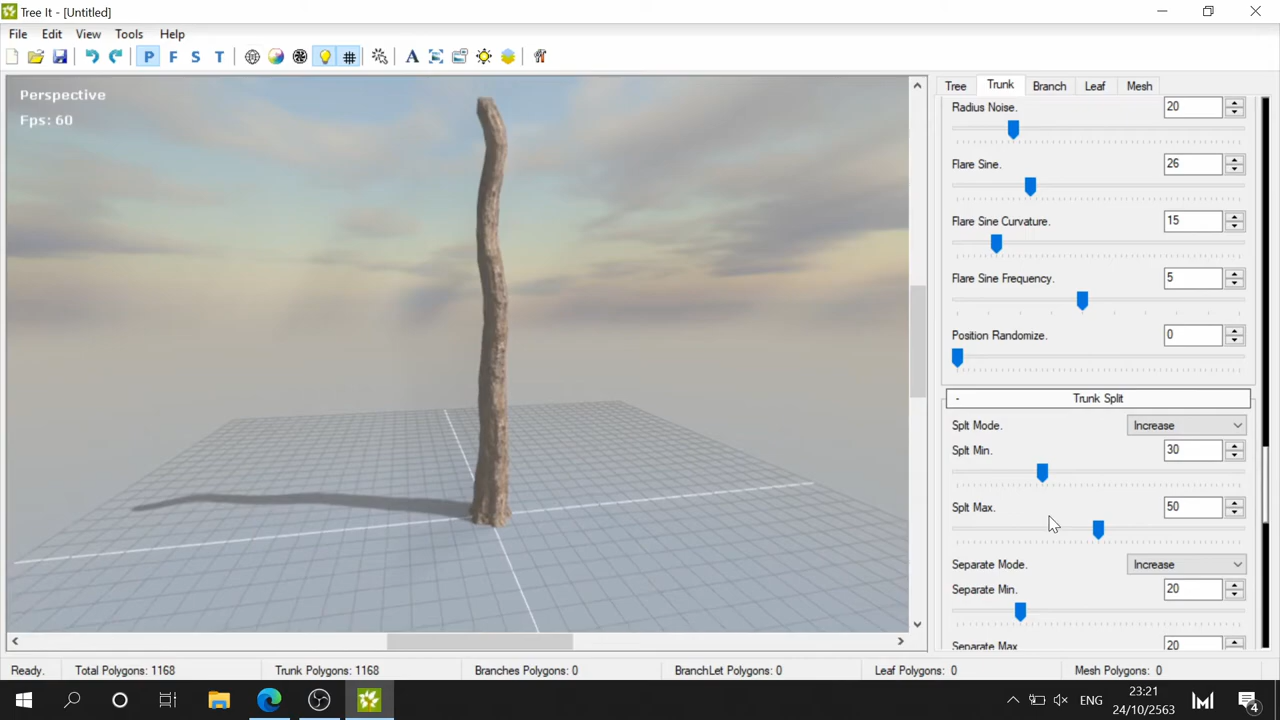 Tree It - [Untitled]
File Edit View Tools Help
P F S T A
Perspective
Fps: 60
Tree Trunk Branch Leaf Mesh
Radius Noise. 20
Flare Sine. 26
Flare Sine Curvature. 15
Flare Sine Frequency. 5
Position Randomize. 0
- Trunk Split
Splt Mode. Increase
Splt Min. 30
Splt Max. 50
Separate Mode. Increase
Separate Min. 20
Separate Max. 20
Ready. Total Polygons: 1168 Trunk Polygons: 1168 Branches Polygons: 0 BranchLet Polygons: 0 Leaf Polygons: 0 Mesh Polygons: 0
ENG 23:21
24/10/2563 4